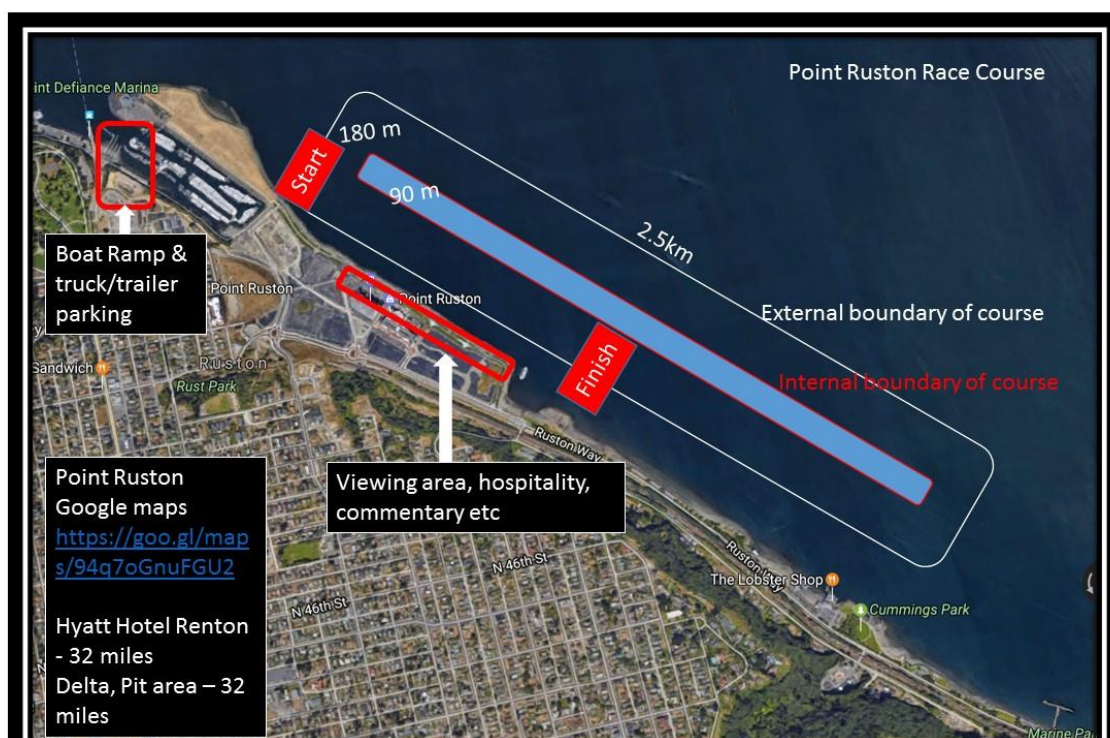 Point Ruston Race Course
int Defiance Marina
180 m
Start
90 m
2.5km
Boat Ramp &
truck/trailer
parking
Point Ruston
Point Ruston
External boundary of course
Internal boundary of course
Finish
Sandwich
Ruston
Rust Park
Ruston Way
Viewing area, hospitality,
commentary etc
Point Ruston
Google maps
https://goo.gl/map
s/94q7oGnuFGU2
Hyatt Hotel Renton
- 32 miles
Delta, Pit area – 32
miles
N 46th St
N 46th St
Ruston Way
The Lobster Shop
Cummings Park
Marine Pa